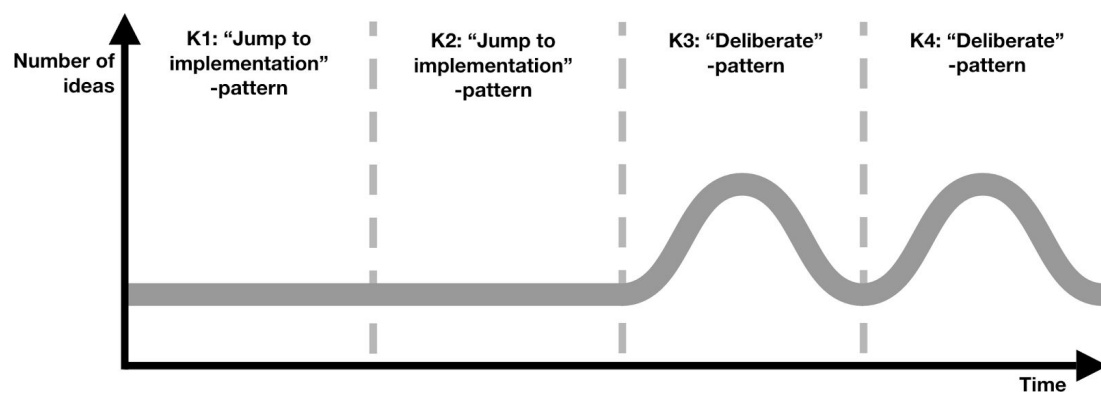 Number of
ideas
K1: “Jump to
implementation”
-pattern
K2: “Jump to
implementation”
-pattern
K3: “Deliberate”
-pattern
K4: “Deliberate”
-pattern
Time